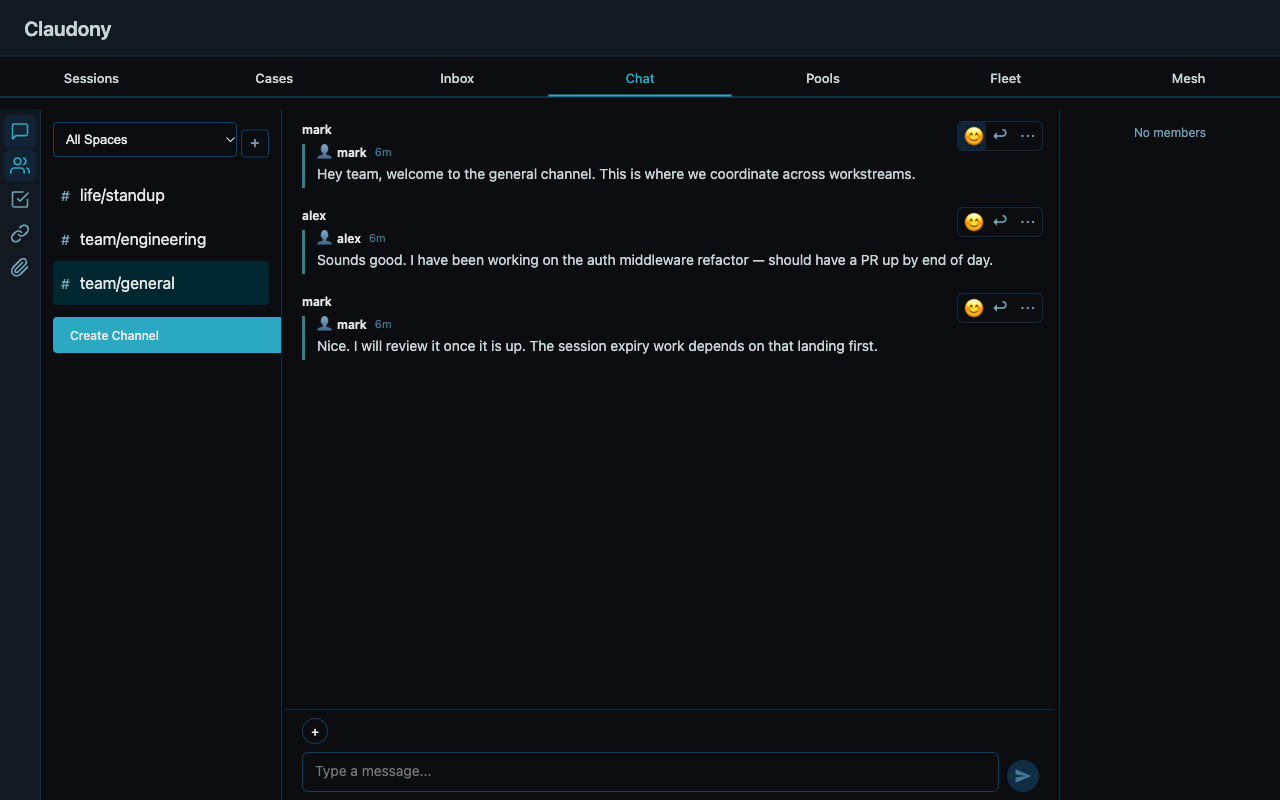 Claudony
Sessions Cases Inbox Chat Pools Fleet Mesh
All Spaces
+
# life/standup
# team/engineering
# team/general
Create Channel
mark
mark 6m
Hey team, welcome to the general channel. This is where we coordinate across workstreams.
alex
alex 6m
Sounds good. I have been working on the auth middleware refactor — should have a PR up by end of day.
mark
mark 6m
Nice. I will review it once it is up. The session expiry work depends on that landing first.
+
Type a message...
No members